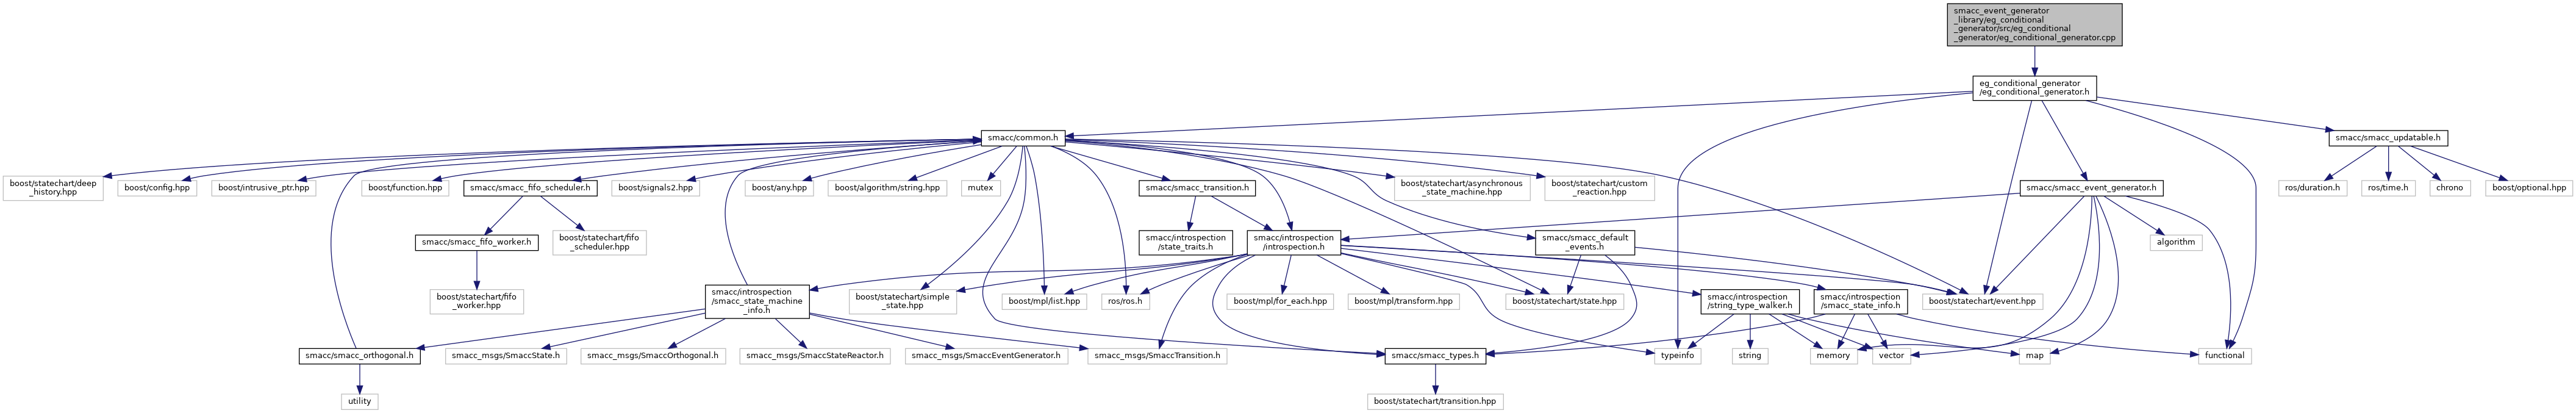 smacc_event_generator
_library/eg_conditional
_generator/src/eg_conditional
_generator/eg_conditional_generator.cpp
eg_conditional_generator
/eg_conditional_generator.h
smacc/common.h
smacc/smacc_updatable.h
boost/statechart/deep
_history.hpp
boost/config.hpp
boost/intrusive_ptr.hpp
boost/function.hpp
smacc/smacc_fifo_scheduler.h
boost/signals2.hpp
boost/any.hpp
boost/algorithm/string.hpp
mutex
smacc/smacc_transition.h
boost/statechart/asynchronous
_state_machine.hpp
boost/statechart/custom
_reaction.hpp
smacc/smacc_event_generator.h
ros/duration.h
ros/time.h
chrono
boost/optional.hpp
smacc/smacc_fifo_worker.h
boost/statechart/fifo
_scheduler.hpp
smacc/introspection
/state_traits.h
smacc/introspection
/introspection.h
smacc/smacc_default
_events.h
algorithm
boost/statechart/fifo
_worker.hpp
smacc/introspection
/smacc_state_machine
_info.h
boost/statechart/simple
_state.hpp
boost/mpl/list.hpp
ros/ros.h
boost/mpl/for_each.hpp
boost/mpl/transform.hpp
boost/statechart/state.hpp
smacc/introspection
/string_type_walker.h
smacc/introspection
/smacc_state_info.h
boost/statechart/event.hpp
smacc/smacc_orthogonal.h
smacc_msgs/SmaccState.h
smacc_msgs/SmaccOrthogonal.h
smacc_msgs/SmaccStateReactor.h
smacc_msgs/SmaccEventGenerator.h
smacc_msgs/SmaccTransition.h
smacc/smacc_types.h
typeinfo
string
memory
vector
map
functional
utility
boost/statechart/transition.hpp